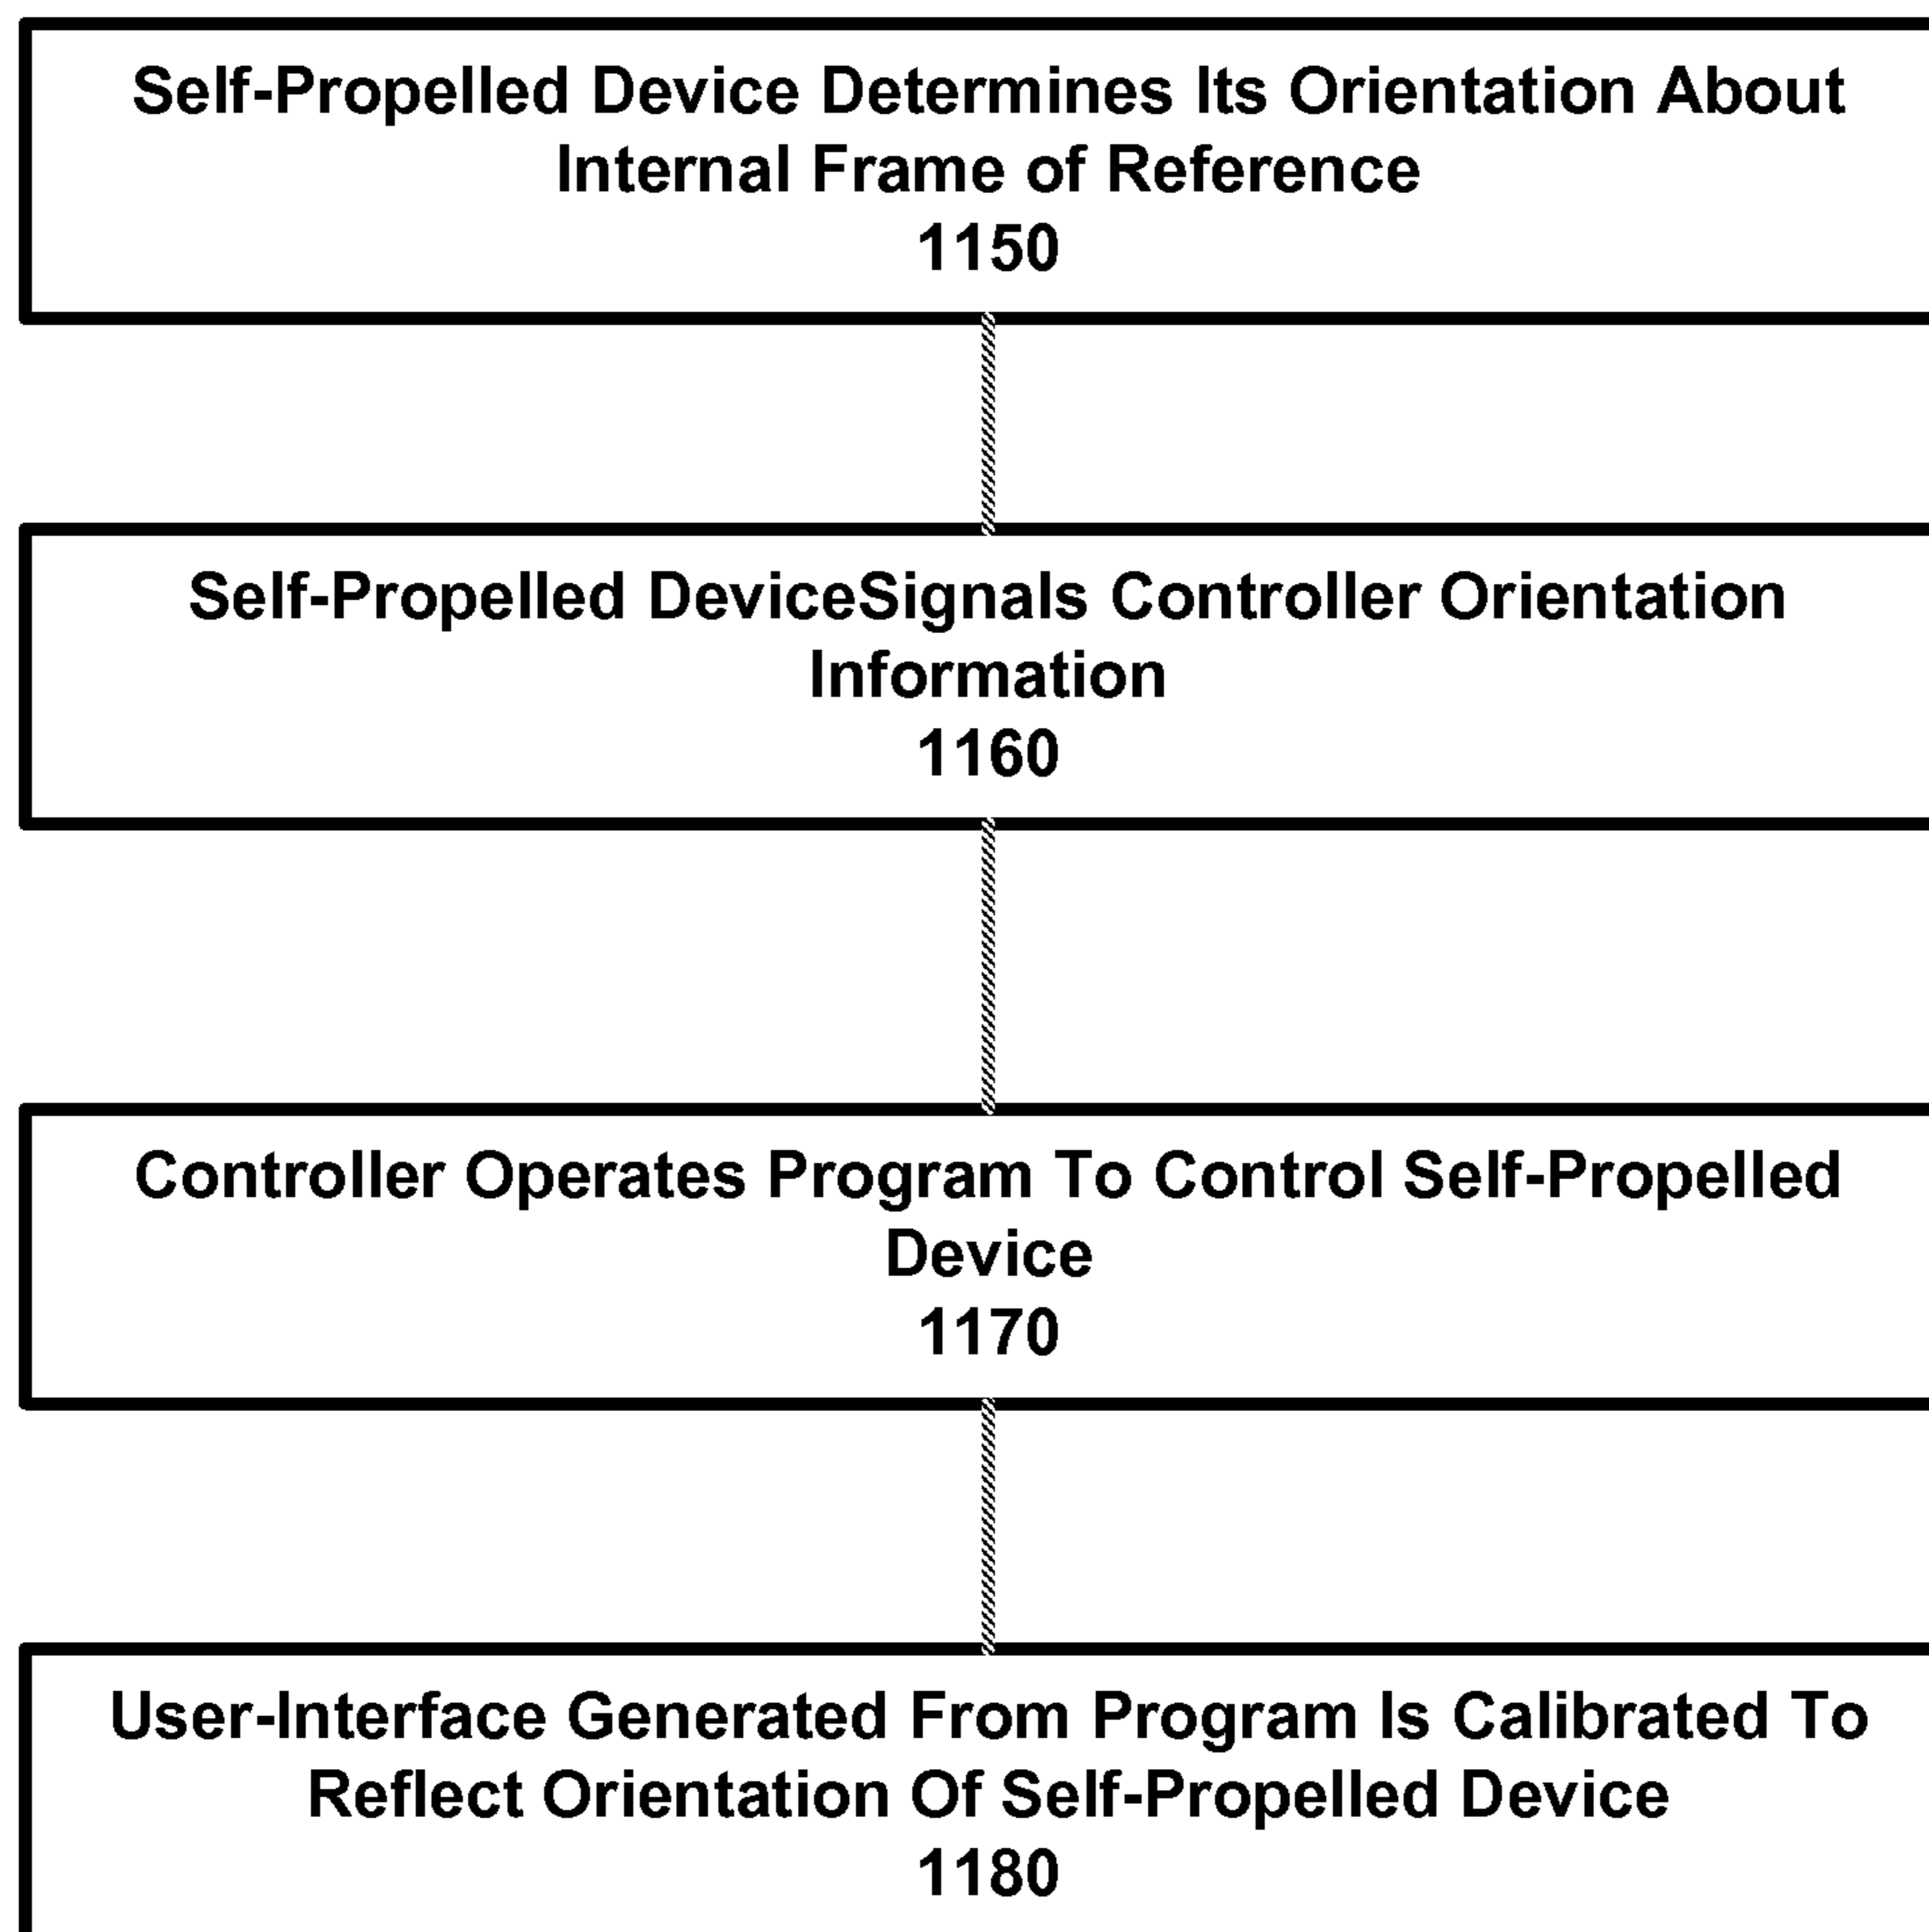 Self-Propelled Device Determines Its Orientation About
Internal Frame of Reference
1150
Self-Propelled DeviceSignals Controller Orientation
Information
1160
Controller Operates Program To Control Self-Propelled
Device
1170
User-Interface Generated From Program Is Calibrated To
Reflect Orientation Of Self-Propelled Device
1180